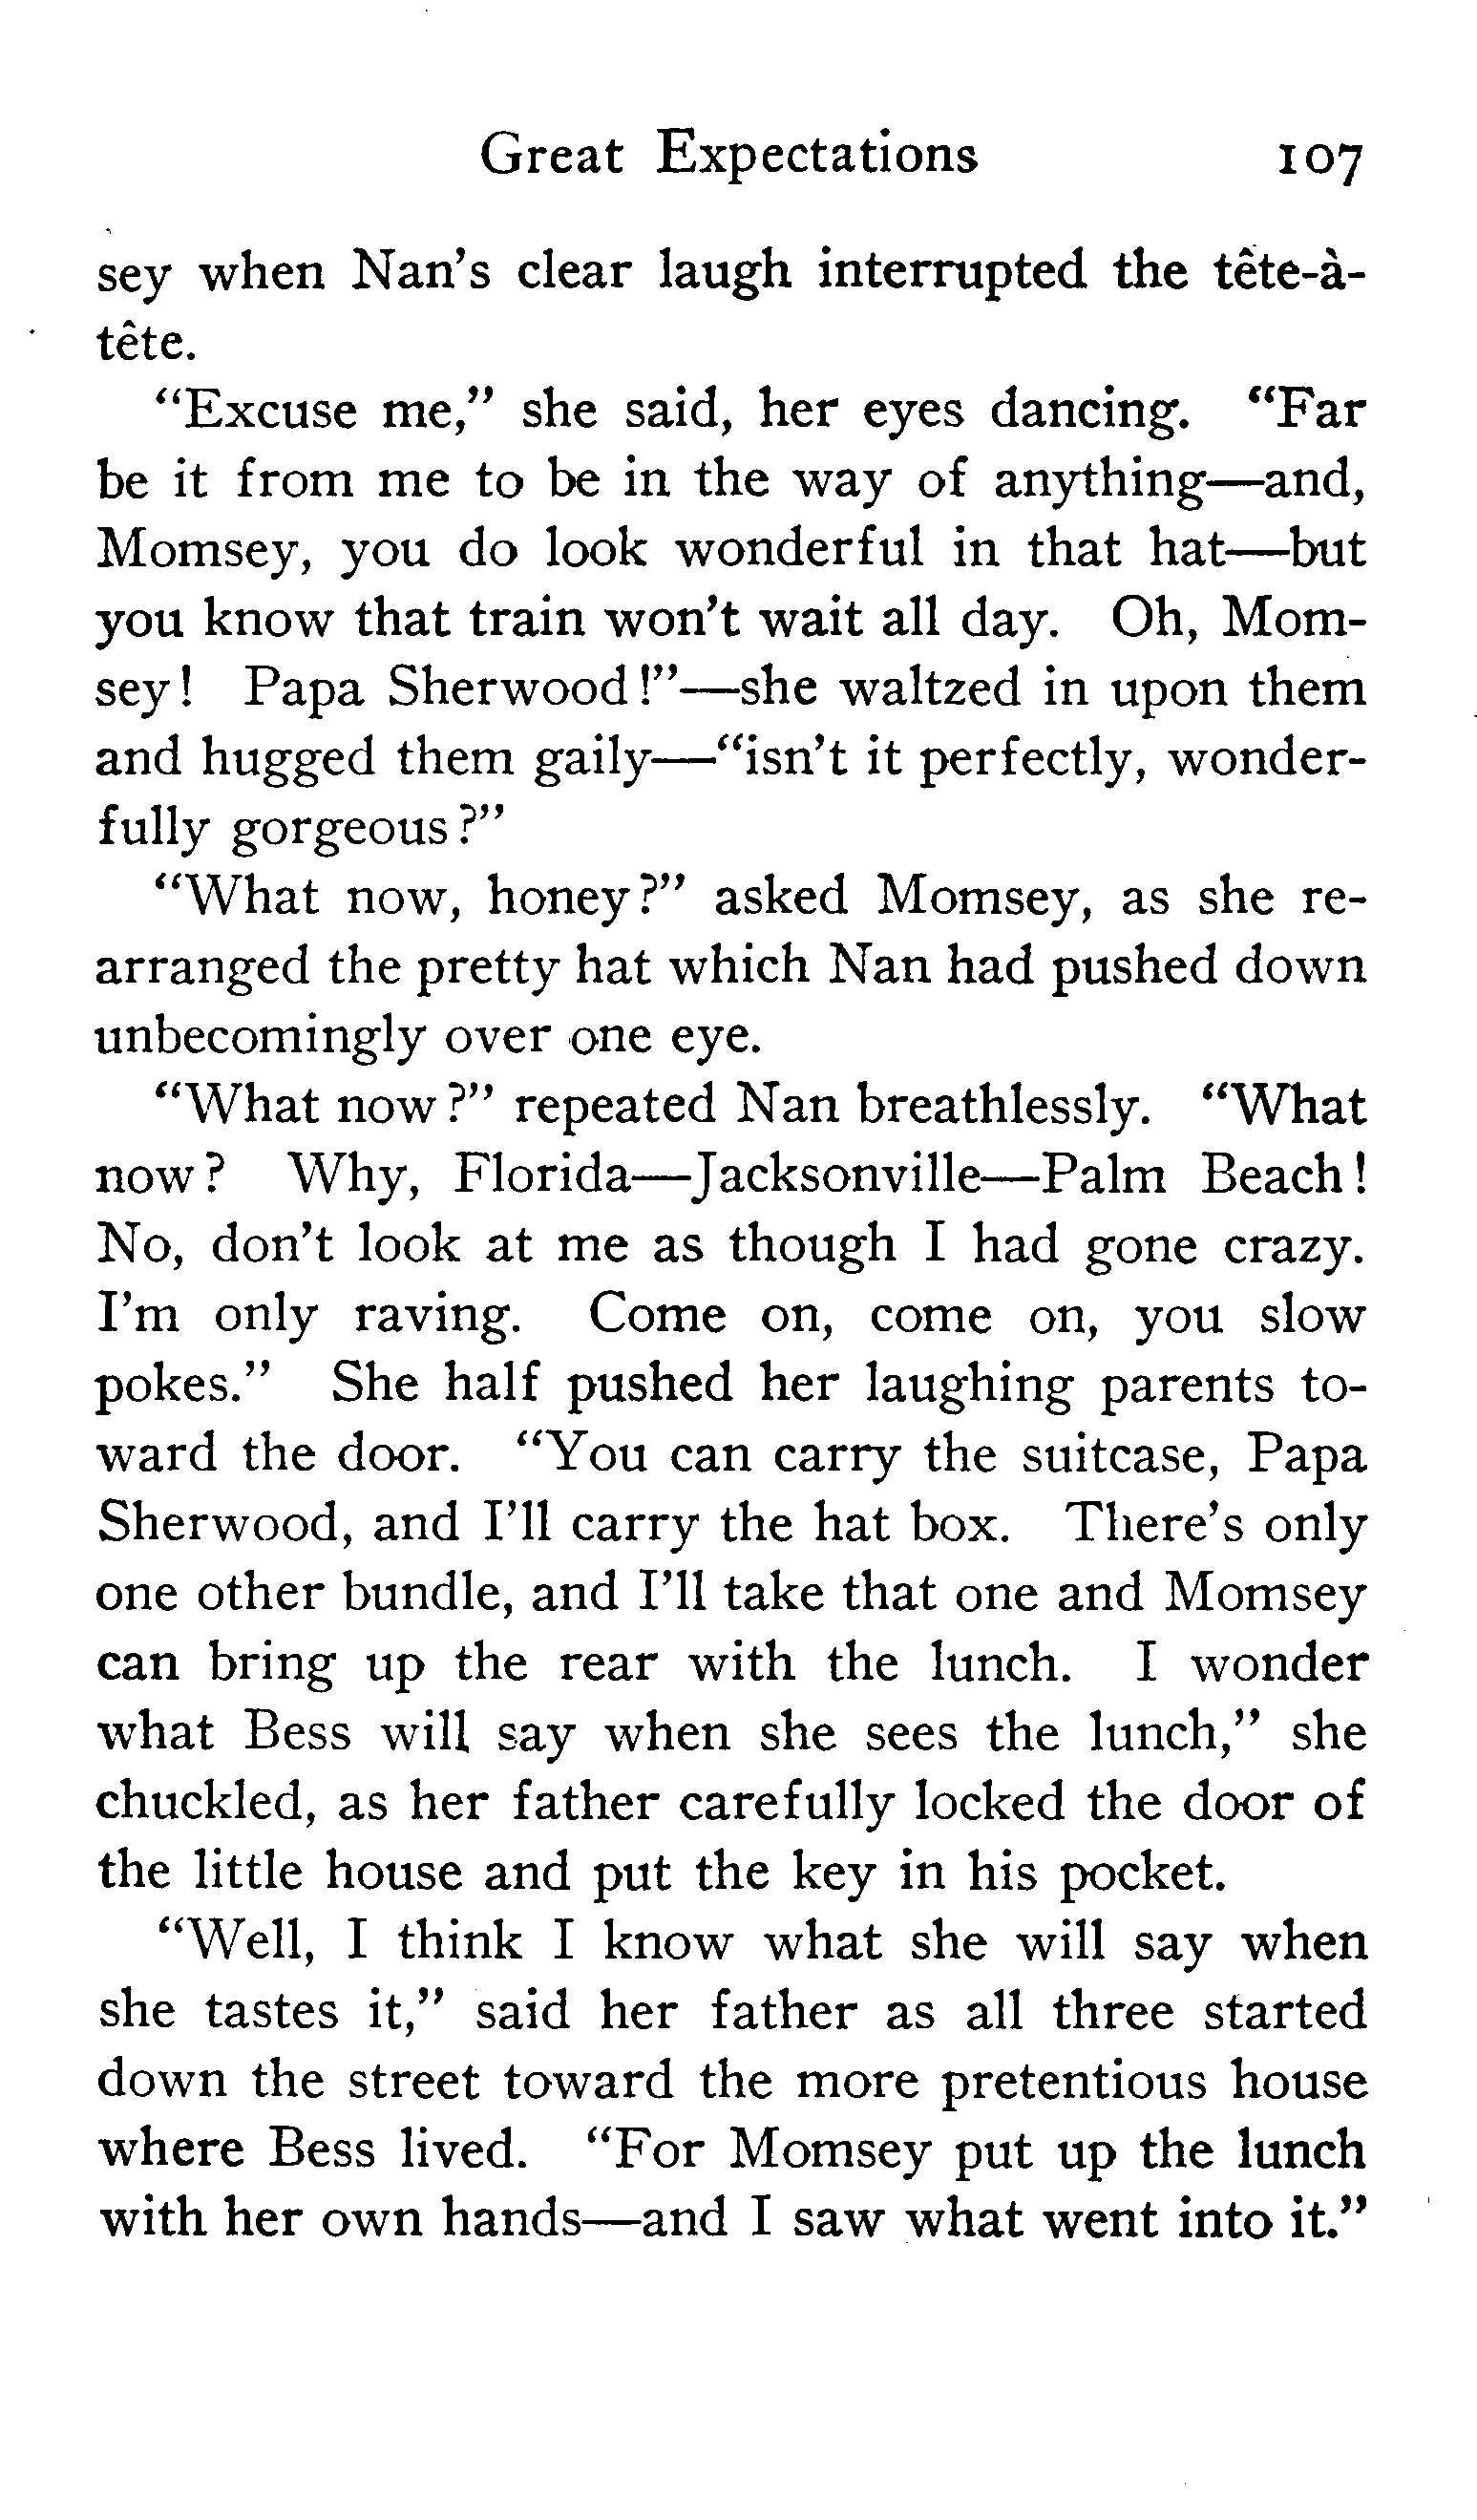 Great Expectations 107
sey when Nan's clear laugh interrupted the tête-à-
tête.
"Excuse me," she said, her eyes dancing. "Far
be it from me to be in the way of anything—and,
Momsey, you do look wonderful in that hat—but
you know that train won't wait all day. Oh, Mom-
sey! Papa Sherwood!"—she waltzed in upon them
and hugged them gaily—"isn't it perfectly, wonder-
fully gorgeous?"
"What now, honey?" asked Momsey, as she re-
arranged the pretty hat which Nan had pushed down
unbecomingly over one eye.
"What now?" repeated Nan breathlessly. "What
now? Why, Florida—Jacksonville—Palm Beach!
No, don't look at me as though I had gone crazy.
I'm only raving. Come on, come on, you slow
pokes." She half pushed her laughing parents to-
ward the door. "You can carry the suitcase, Papa
Sherwood, and I'll carry the hat box. There's only
one other bundle, and I'll take that one and Momsey
can bring up the rear with the lunch. I wonder
what Bess will say when she sees the lunch," she
chuckled, as her father carefully locked the door of
the little house and put the key in his pocket.
"Well, I think I know what she will say when
she tastes it," said her father as all three started
down the street toward the more pretentious house
where Bess lived. "For Momsey put up the lunch
with her own hands—and I saw what went into it."